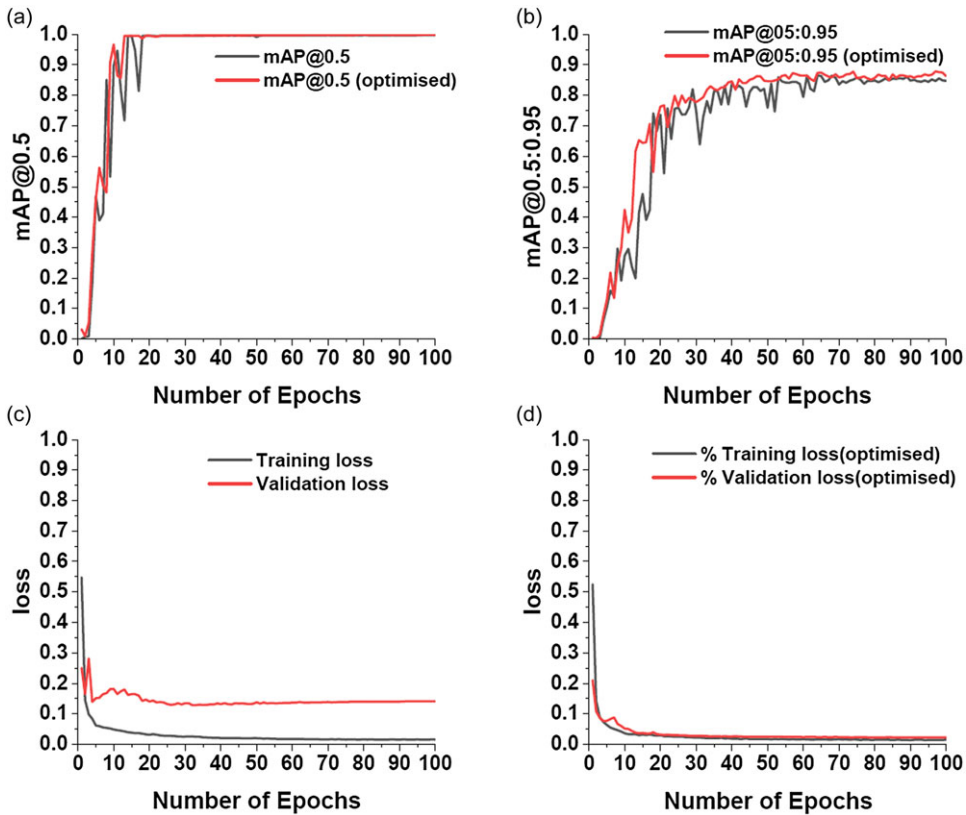 (a)
mAP@0.5
1.0
0.9
0.8
0.7
0.6
0.5
0.4
0.3
0.2
0.1
0.0
mAP@0.5
mAP@0.5 (optimised)
0 10 20 30 40 50 60 70 80 90 100
Number of Epochs
(b)
mAP@0.5:0.95
1.0
0.9
0.8
0.7
0.6
0.5
0.4
0.3
0.2
0.1
0.0
mAP@05:0.95
mAP@05:0.95 (optimised)
0 10 20 30 40 50 60 70 80 90 100
Number of Epochs
(c)
loss
1.0
0.9
0.8
0.7
0.6
0.5
0.4
0.3
0.2
0.1
0.0
Training loss
Validation loss
0 10 20 30 40 50 60 70 80 90 100
Number of Epochs
(d)
loss
1.0
0.9
0.8
0.7
0.6
0.5
0.4
0.3
0.2
0.1
0.0
% Training loss(optimised)
% Validation loss(optimised)
0 10 20 30 40 50 60 70 80 90 100
Number of Epochs